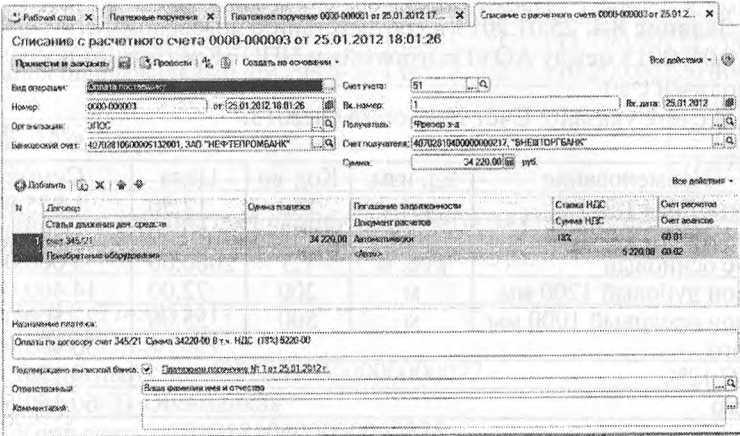 Рабочий стол X Платежные поручения X Платежное поручение 0000-000001 от 25.01.2012 17:... X Списание с расчетного счета 0000-000003 от 25.01.2... X
Списание с расчетного счета 0000-000003 от 25.01.2012 18:01:26
Провести и закрыть Провести Создать на основании Все действия
Вид операции: Оплата поставщику Счет учета: 51
Номер: 0000-000003 от: 25.01.2012 18:01:26 Вх. номер: 1 Вх. дата: 25.01.2012
Организация: ЭПОС Получатель: Фрезер з-д
Банковский счет: 40702810600005132001, ЗАО "НЕФТЕПРОМБАНК" Счет получателя: 40702810400000000217, "ВНЕШТОРГБАНК"
Сумма: 34 220,00 руб.
Добавить Все действия
N Договор Сумма платежа Погашение задолженности Ставка НДС Счет расчетов
Статья движения ден. средств Документ расчетов Сумма НДС Счет авансов
1 счет 345/21 34 220,00 Автоматически 18% 60.01
Приобретение оборудования <Авто> 5 220,00 60.02
Назначение платежа:
Оплата по договору счет 345/21 Сумма 34220-00 В т.ч. НДС (18%) 5220-00
Подтверждено выпиской банка: Платежное поручение № 1 от 25.01.2012 г.
Ответственный: Ваши фамилия имя и отчество
Комментарий: